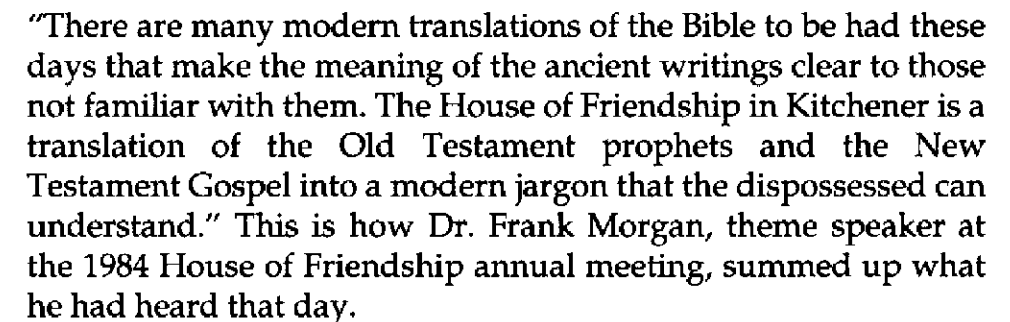 "There are many modern translations of the Bible to be had these
days that make the meaning of the ancient writings clear to those
not familiar with them. The House of Friendship in Kitchener is a
translation of the Old Testament prophets and the New
Testament Gospel into a modern jargon that the dispossessed can
understand." This is how Dr. Frank Morgan, theme speaker at
the 1984 House of Friendship annual meeting, summed up what
he had heard that day.